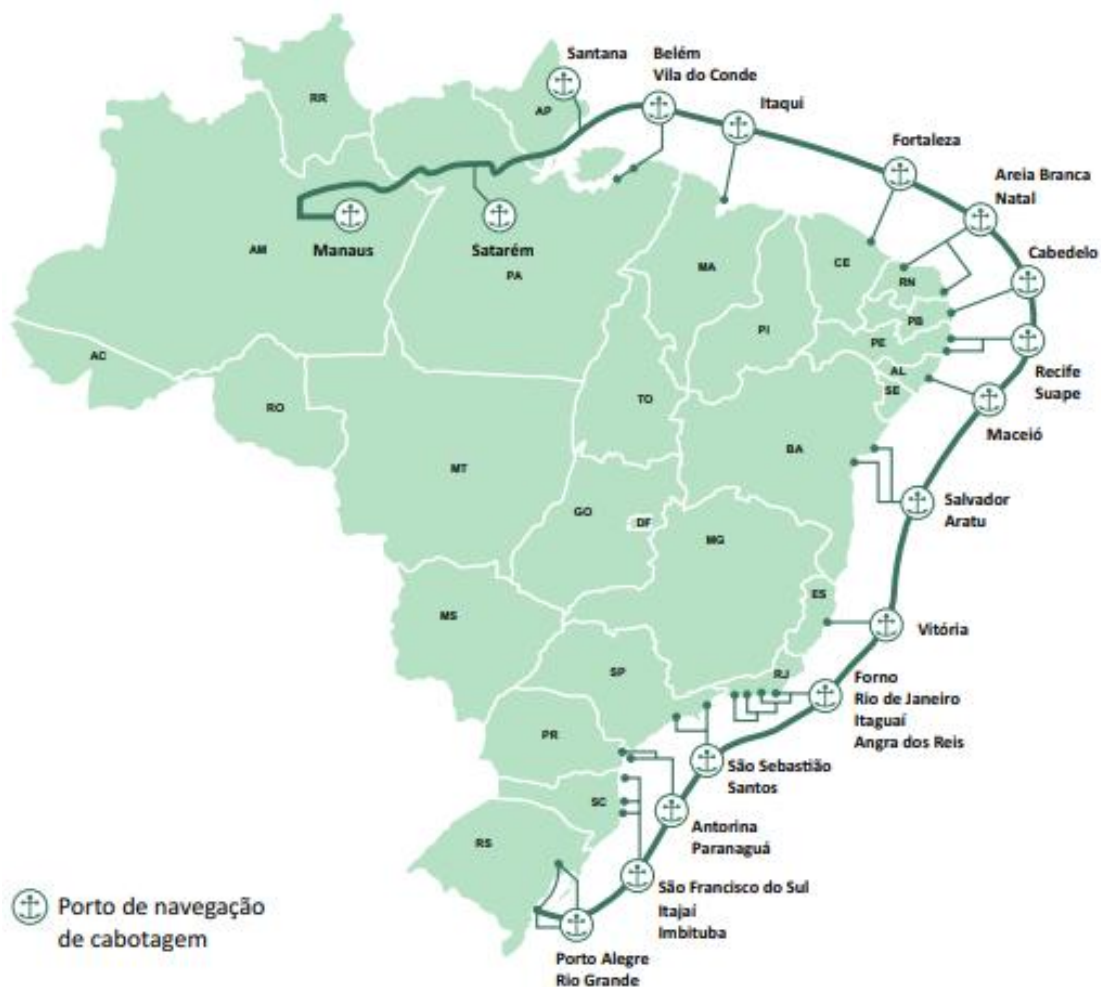 Santana
Belém
Vila do Conde
Itaqui
Fortaleza
Areia Branca
Natal
Cabedelo
Recife
Suape
Maceió
Salvador
Aratu
Vitória
Forno
Rio de Janeiro
Itaguaí
Angra dos Reis
São Sebastião
Santos
Antorina
Paranaguá
São Francisco do Sul
Itajaí
Imbituba
Porto Alegre
Rio Grande
Manaus
Satarém
RR
AP
AM
PA
MA
CE
RN
PB
PE
AL
SE
PI
AC
RO
TO
BA
MT
GO
DF
MG
ES
MS
SP
RJ
PR
SC
RS
Porto de navegação
de cabotagem